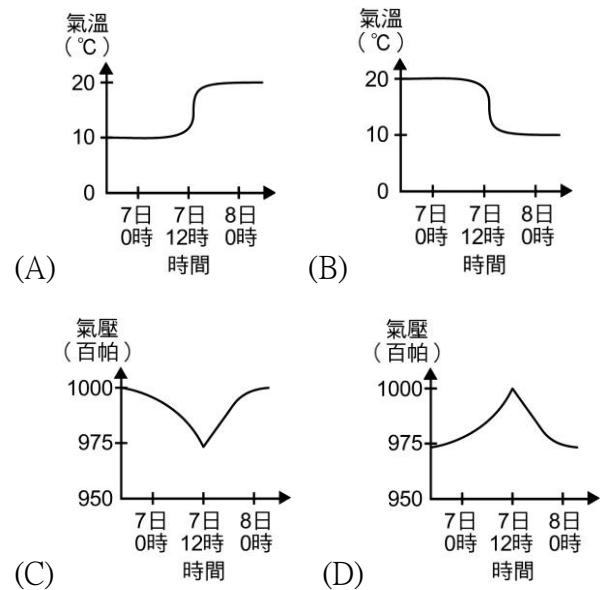 氣溫
(℃)
20
10
0
7日
0時
7日
12時
8日
0時
時間
(A)
氣溫
(℃)
20
10
0
7日
0時
7日
12時
8日
0時
時間
(B)
氣壓
(百帕)
1000
975
950
7日
0時
7日
12時
8日
0時
時間
(C)
氣壓
(百帕)
1000
975
950
7日
0時
7日
12時
8日
0時
時間
(D)